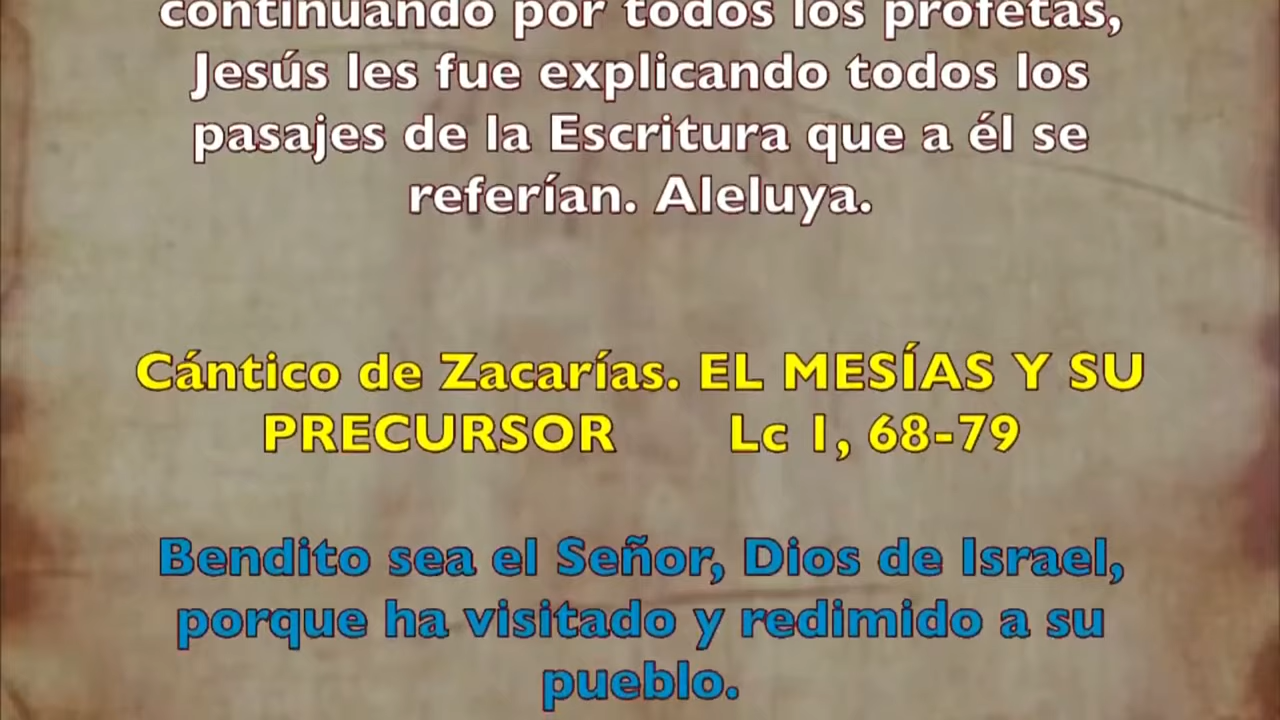 continuando por todos los profetas,
Jesús les fue explicando todos los
pasajes de la Escritura que a él se
referían. Aleluya.
Cántico de Zacarías. EL MESÍAS Y SU
PRECURSOR Lc 1, 68-79
Bendito sea el Señor, Dios de Israel,
porque ha visitado y redimido a su
pueblo.